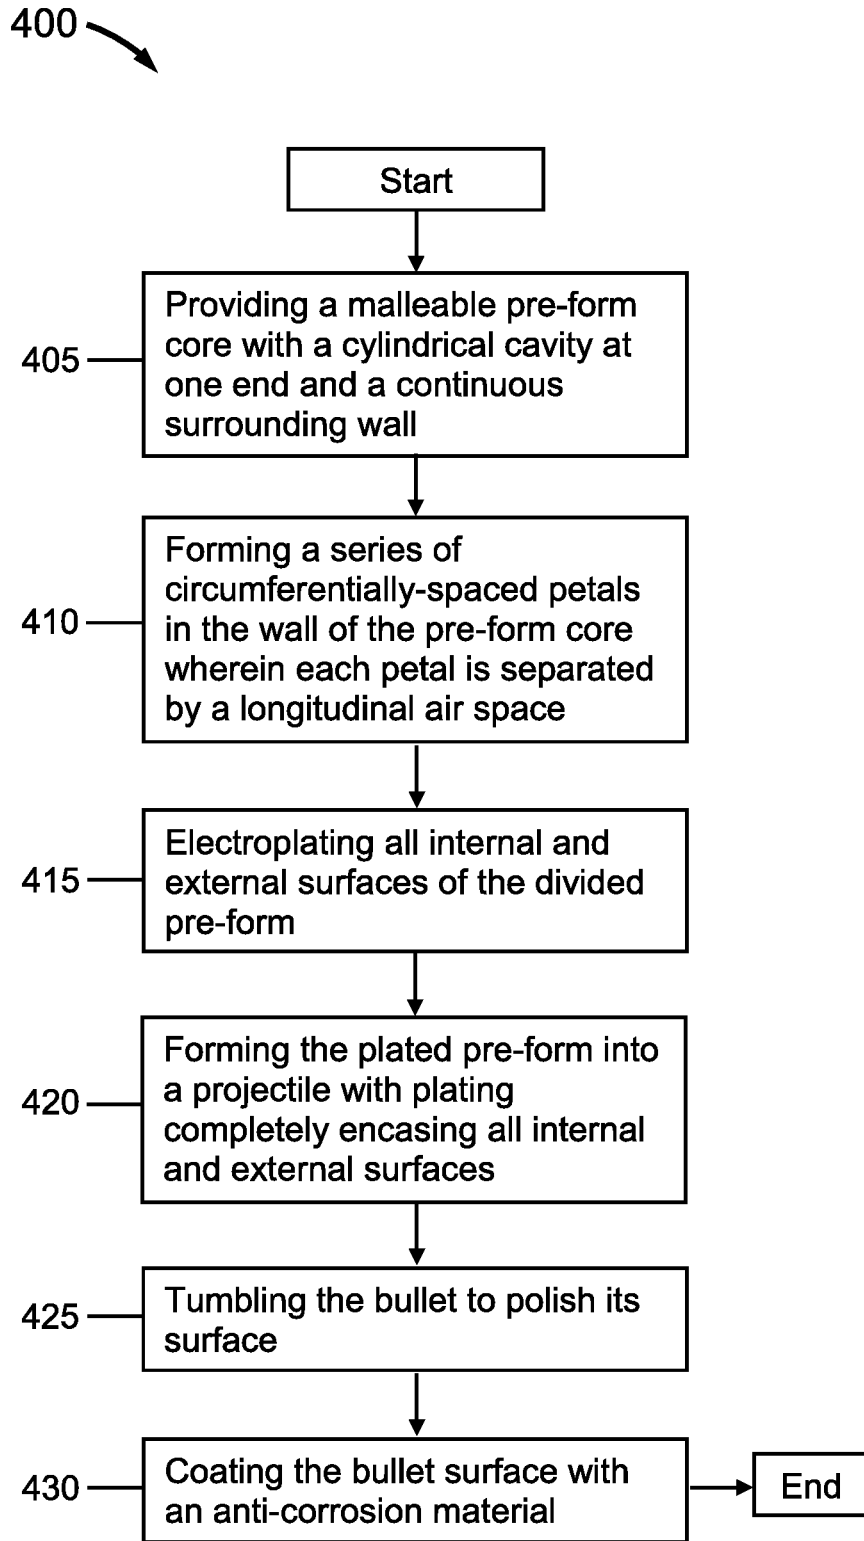 400
Start
405
Providing a malleable pre-form
core with a cylindrical cavity at
one end and a continuous
surrounding wall
410
Forming a series of
circumferentially-spaced petals
in the wall of the pre-form core
wherein each petal is separated
by a longitudinal air space
415
Electroplating all internal and
external surfaces of the divided
pre-form
420
Forming the plated pre-form into
a projectile with plating
completely encasing all internal
and external surfaces
425
Tumbling the bullet to polish its
surface
430
Coating the bullet surface with
an anti-corrosion material
End